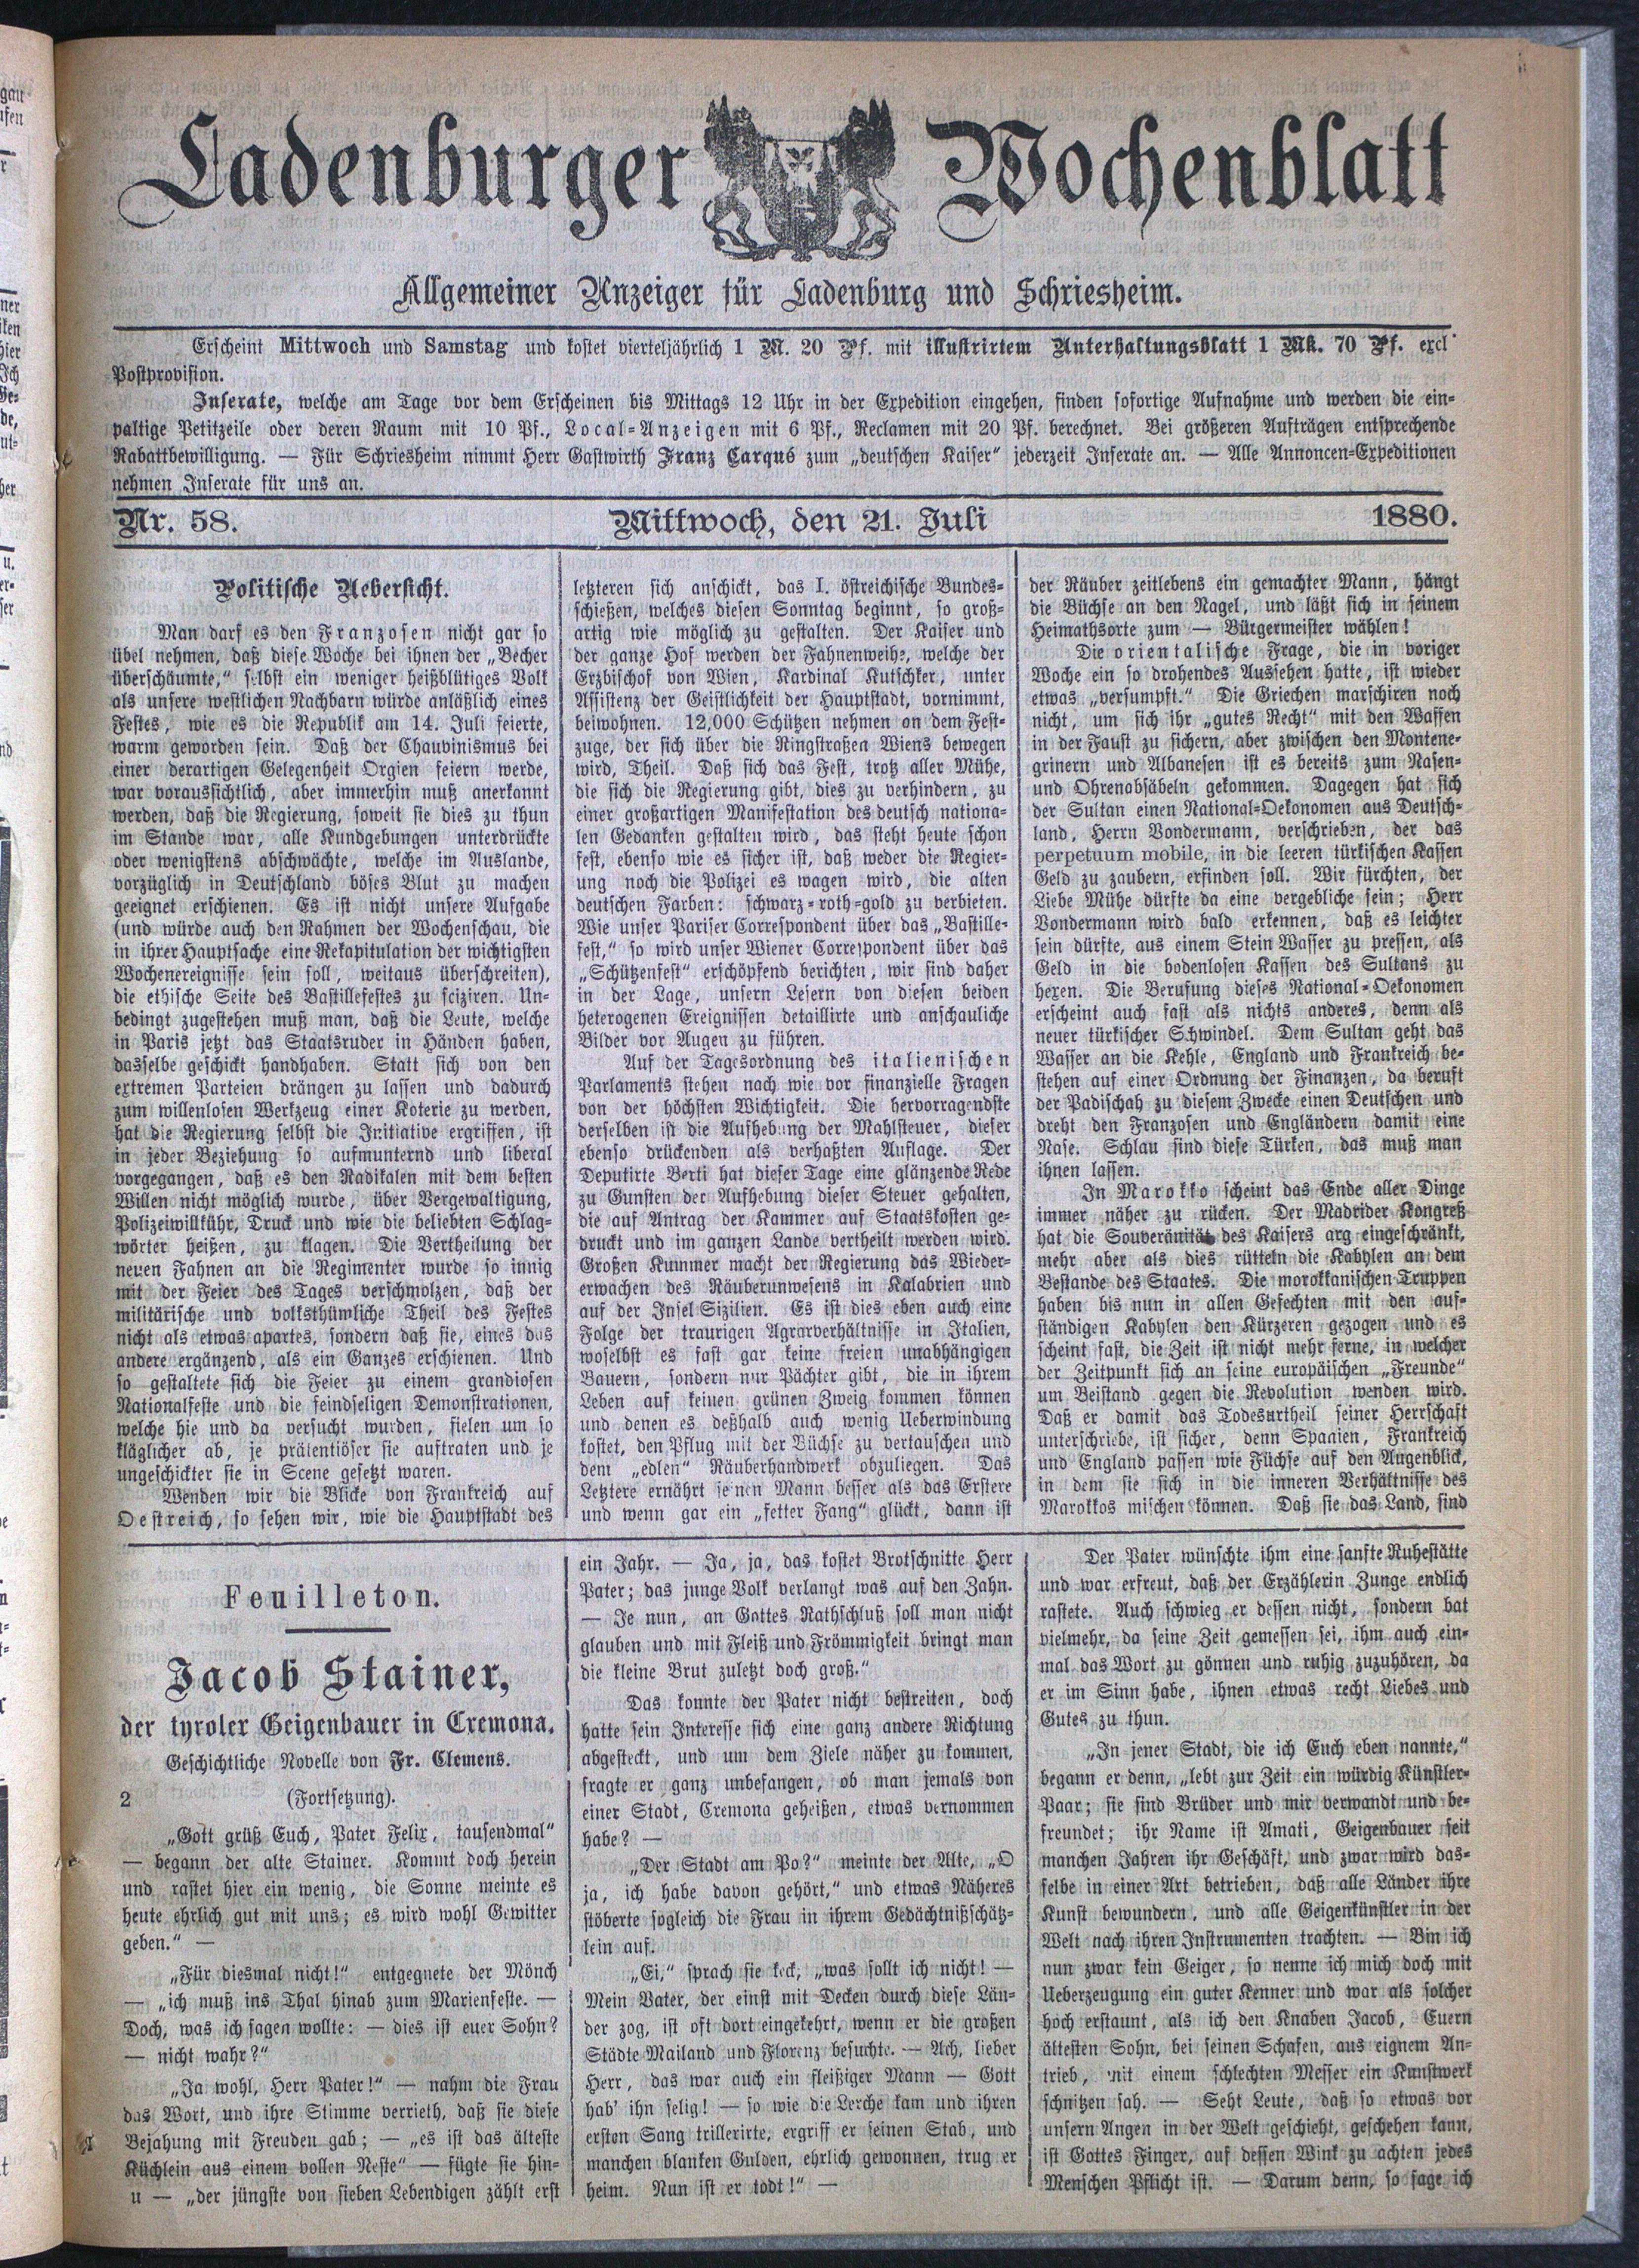 Ladenburger Wochenblatt
Allgemeiner Anzeiger für Ladenburg und Schriesheim.
Erscheint Mittwoch und Samstag und kostet vierteljährlich 1 M. 20 Pf. mit illustrirtem Unterhaltungsblatt 1 Mk. 70 Pf. excl
Postprovision.
Inserate, welche am Tage vor dem Erscheinen bis Mittags 12 Uhr in der Expedition eingehen, finden sofortige Aufnahme und werden die ein-
paltige Petitzeile oder deren Raum mit 10 Pf., Local-Anzeigen mit 6 Pf., Reclamen mit 20 Pf. berechnet. Bei größeren Aufträgen entsprechende
Rabattbewilligung. — Für Schriesheim nimmt Herr Gastwirth Franz Carqus zum „deutschen Kaiser" jederzeit Inserate an. — Alle Annoncen-Expeditionen
nehmen Inserate für uns an.
Nr. 58. Mittwoch, den 21. Juli 1880.
Politische Uebersicht.
Man darf es den Franzosen nicht gar so
übel nehmen, daß diese Woche bei ihnen der „Becher
überschäumte," selbst ein weniger heißblütiges Volk
als unsere westlichen Nachbarn würde anläßlich eines
Festes, wie es die Republik am 14. Juli feierte,
warm geworden sein. Daß der Chauvinismus bei
einer derartigen Gelegenheit Orgien feiern werde,
war voraussichtlich, aber immerhin muß anerkannt
werden, daß die Regierung, soweit sie dies zu thun
im Stande war, alle Kundgebungen unterdrückte
oder wenigstens abschwächte, welche im Auslande,
vorzüglich in Deutschland böses Blut zu machen
geeignet erschienen. Es ist nicht unsere Aufgabe
(und würde auch den Rahmen der Wochenschau, die
in ihrer Hauptsache eine Rekapitulation der wichtigsten
Wochenereignisse sein soll, weitaus überschreiten),
die ethische Seite des Bastillefestes zu sciziren. Un-
bedingt zugestehen muß man, daß die Leute, welche
in Paris jetzt das Staatsruder in Händen haben,
dasselbe geschickt handhaben. Statt sich von den
extremen Parteien drängen zu lassen und dadurch
zum willenlosen Werkzeug einer Koterie zu werden,
hat die Regierung selbst die Initiative ergriffen, ist
in jeder Beziehung so aufmunternd und liberal
vorgegangen, daß es den Radikalen mit dem besten
Willen nicht möglich wurde, über Vergewaltigung,
Polizeiwillkühr, Druck und wie die beliebten Schlag-
wörter heißen, zu klagen. Die Vertheilung der
neuen Fahnen an die Regimenter wurde so innig
mit der Feier des Tages verschmolzen, daß der
militärische und volksthümliche Theil des Festes
nicht als etwas apartes, sondern daß sie, eines das
andere ergänzend, als ein Ganzes erschienen. Und
so gestaltete sich die Feier zu einem grandiosen
Nationalfeste und die feindseligen Demonstrationen,
welche hie und da versucht wurden, fielen um so
kläglicher ab, je prätentiöser sie auftraten und je
ungeschickter sie in Scene gesetzt waren.
Wenden wir die Blicke von Frankreich auf
Oestreich, so sehen wir, wie die Hauptstadt des
letzteren sich anschickt, das I. östreichische Bundes-
schießen, welches diesen Sonntag beginnt, so groß-
artig wie möglich zu gestalten. Der Kaiser und
der ganze Hof werden der Fahnenweihe, welche der
Erzbischof von Wien, Kardinal Kutschker, unter
Assistenz der Geistlichkeit der Hauptstadt, vornimmt,
beiwohnen. 12,000 Schützen nehmen an dem Fest-
zuge, der sich über die Ringstraßen Wiens bewegen
wird, Theil. Daß sich das Fest, trotz aller Mühe,
die sich die Regierung gibt, dies zu verhindern, zu
einer großartigen Manifestation des deutsch nationa-
len Gedanken gestalten wird, das steht heute schon
fest, ebenso wie es sicher ist, daß weder die Regier-
ung noch die Polizei es wagen wird, die alten
deutschen Farben: schwarz-roth-gold zu verbieten.
Wie unser Pariser Correspondent über das „Bastille-
fest," so wird unser Wiener Correspondent über das
„Schützenfest" erschöpfend berichten, wir sind daher
in der Lage, unsern Lesern von diesen beiden
heterogenen Ereignissen detaillirte und anschauliche
Bilder vor Augen zu führen.
Auf der Tagesordnung des italienischen
Parlaments stehen nach wie vor finanzielle Fragen
von der höchsten Wichtigkeit. Die hervorragendste
derselben ist die Aufhebung der Mahlsteuer, dieser
ebenso drückenden als verhaßten Auflage. Der
Deputirte Berti hat dieser Tage eine glänzende Rede
zu Gunsten der Aufhebung dieser Steuer gehalten,
die auf Antrag der Kammer auf Staatskosten ge-
druckt und im ganzen Lande vertheilt werden wird.
Großen Kummer macht der Regierung das Wieder-
erwachen des Räuberunwesens in Kalabrien und
auf der Insel Sizilien. Es ist dies eben auch eine
Folge der traurigen Agrarverhältnisse in Italien,
woselbst es fast gar keine freien unabhängigen
Bauern, sondern nur Pächter gibt, die in ihrem
Leben auf keinen grünen Zweig kommen können
und denen es deßhalb auch wenig Ueberwindung
kostet, den Pflug mit der Büchse zu vertauschen und
dem „edlen" Räuberhandwerk obzuliegen. Das
Letztere ernährt seinen Mann besser als das Erstere
und wenn gar ein „fetter Fang" glückt, dann ist
der Räuber zeitlebens ein gemachter Mann, hängt
die Büchse an den Nagel, und läßt sich in seinem
Heimathsorte zum — Bürgermeister wählen!
Die orientalische Frage, die in voriger
Woche ein so drohendes Aussehen hatte, ist wieder
etwas „versumpft." Die Griechen marschiren noch
nicht, um sich ihr „gutes Recht" mit den Waffen
in der Faust zu sichern, aber zwischen den Montene-
grinern und Albanesen ist es bereits zum Nasen-
und Ohrenabsäbeln gekommen. Dagegen hat sich
der Sultan einen National-Oekonomen aus Deutsch-
land, Herrn Vondermann, verschrieben, der das
perpetuum mobile, in die leeren türkischen Kassen
Geld zu zaubern, erfinden soll. Wir fürchten, der
Liebe Mühe dürfte da eine vergebliche sein; Herr
Vondermann wird bald erkennen, daß es leichter
sein dürfte, aus einem Stein Wasser zu pressen, als
Geld in die bodenlosen Kassen des Sultans zu
hexen. Die Berufung dieses National-Oekonomen
erscheint auch fast als nichts anderes, denn als
neuer türkischer Schwindel. Dem Sultan geht das
Wasser an die Kehle, England und Frankreich be-
stehen auf einer Ordnung der Finanzen, da beruft
der Padischah zu diesem Zwecke einen Deutschen und
dreht den Franzosen und Engländern damit eine
Nase. Schlau sind diese Türken, das muß man
ihnen lassen.
In Marokko scheint das Ende aller Dinge
immer näher zu rücken. Der Madrider Kongreß
hat die Souveränität des Kaisers arg eingeschränkt,
mehr aber als dies rütteln die Kabylen an dem
Bestande des Staates. Die morokkanischen Truppen
haben bis nun in allen Gefechten mit den auf-
ständigen Kabylen den Kürzeren gezogen und es
scheint fast, die Zeit ist nicht mehr ferne, in welcher
der Zeitpunkt sich an seine europäischen „Freunde"
um Beistand gegen die Revolution wenden wird.
Daß er damit das Todesurtheil seiner Herrschaft
unterschriebe, ist sicher, denn Spanien, Frankreich
und England passen wie Füchse auf den Augenblick,
in dem sie sich in die inneren Verhältnisse des
Marokkos mischen können. Daß sie das Land, sind
Feuilleton.
Jacob Stainer,
der tyroler Geigenbauer in Cremona.
Geschichtliche Novelle von Fr. Clemens.
2 (Fortsetzung).
„Gott grüß Euch, Pater Felix, tausendmal"
— begann der alte Stainer. Kommt doch herein
und rastet hier ein wenig, die Sonne meinte es
heute ehrlich gut mit uns; es wird wohl Gewitter
geben." —
„Für diesmal nicht!" entgegnete der Mönch
— „ich muß ins Thal hinab zum Marienfeste. —
Doch, was ich sagen wollte: — dies ist euer Sohn?
— nicht wahr?"
„Ja wohl, Herr Pater!" — nahm die Frau
das Wort, und ihre Stimme verrieth, daß sie diese
Bejahung mit Freuden gab; — „es ist das älteste
Küchlein aus einem vollen Neste" — fügte sie hin-
u — „der jüngste von sieben Lebendigen zählt erst
ein Jahr. — Ja, ja, das kostet Brotschnitte Herr
Pater; das junge Volk verlangt was auf den Zahn.
— Je nun, an Gottes Rathschluß soll man nicht
glauben und mit Fleiß und Frömmigkeit bringt man
die kleine Brut zuletzt doch groß."
Das konnte der Pater nicht bestreiten, doch
hatte sein Interesse sich eine ganz andere Richtung
abgesteckt, und um dem Ziele näher zu kommen,
fragte er ganz unbefangen, ob man jemals von
einer Stadt, Cremona geheißen, etwas vernommen
habe? —
„Der Stadt am Po?" meinte der Alte, „O
ja, ich habe davon gehört," und etwas Näheres
stöberte sogleich die Frau in ihrem Gedächtnißschätz-
lein auf.
„Ei," sprach sie keck, „was sollt ich nicht! —
Mein Vater, der einst mit Decken durch diese Län-
der zog, ist oft dort eingekehrt, wenn er die großen
Städte Mailand und Florenz besuchte. — Ach, lieber
Herr, das war auch ein fleißiger Mann — Gott
hab' ihn selig! — so wie die Lerche kam und ihren
ersten Sang trillerirte, ergriff er seinen Stab, und
manchen blanken Gulden, ehrlich gewonnen, trug er
heim. Nun ist er todt!" —
Der Pater wünschte ihm eine sanfte Ruhestätte
und war erfreut, daß der Erzählerin Zunge endlich
rastete. Auch schwieg er dessen nicht, sondern bat
vielmehr, da seine Zeit gemessen sei, ihm auch ein-
mal das Wort zu gönnen und ruhig zuzuhören, da
er im Sinn habe, ihnen etwas recht Liebes und
Gutes zu thun.
„In jener Stadt, die ich Euch eben nannte,"
begann er denn, „lebt zur Zeit ein würdig Künstler-
Paar; sie sind Brüder und mir verwandt und be-
freundet; ihr Name ist Amati, Geigenbauer seit
manchen Jahren ihr Geschäft, und zwar wird das-
selbe in einer Art betrieben, daß alle Länder ihre
Kunst bewundern, und alle Geigenkünstler in der
Welt nach ihren Instrumenten trachten. — Bin ich
nun zwar kein Geiger, so nenne ich mich doch mit
Ueberzeugung ein guter Kenner und war als solcher
hoch erstaunt, als ich den Knaben Jacob, Euern
ältesten Sohn, bei seinen Schafen, aus eignem An-
trieb, mit einem schlechten Messer ein Kunstwerk
schnitzen sah. — Seht Leute, daß so etwas vor
unsern Augen in der Welt geschieht, geschehen kann,
ist Gottes Finger, auf dessen Wink zu achten jedes
Menschen Pflicht ist. — Darum denn, so sage ich